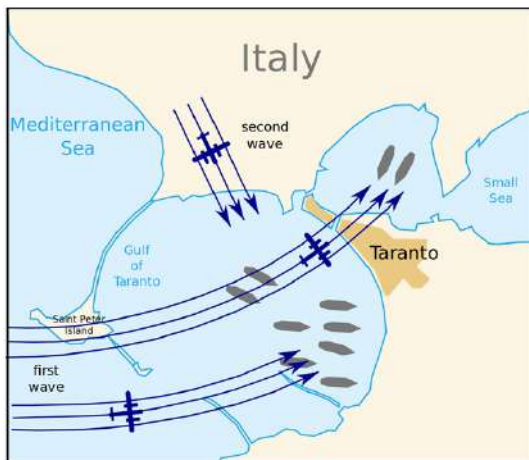 Italy
Mediterranean
Sea
second
wave
Small
Sea
Gulf
of
Taranto
Taranto
Saint Peter
Island
first
wave